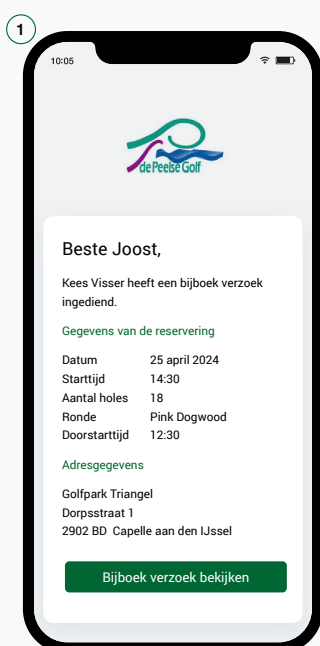 1
10:05
de Peelse Golf
Beste Joost,
Kees Visser heeft een bijboek verzoek
ingediend.
Gegevens van de reservering
Datum 25 april 2024
Starttijd 14:30
Aantal holes 18
Ronde Pink Dogwood
Doorstarttijd 12:30
Adresgegevens
Golfpark Triangel
Dorpsstraat 1
2902 BD Capelle aan den IJssel
Bijboek verzoek bekijken